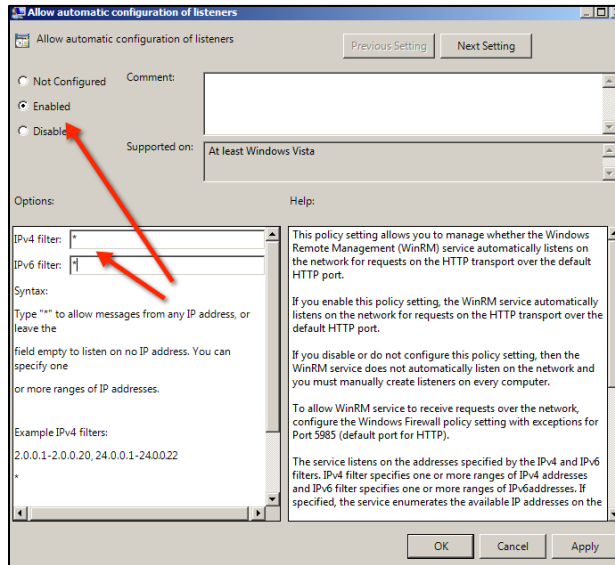 Allow automatic configuration of listeners
Allow automatic configuration of listeners
Previous Setting
Next Setting
Not Configured
Comment:
Enabled
Disable
Supported on:
At least Windows Vista
Options:
Help:
IPv4 filter: *
IPv6 filter: *
Syntax:
Type "*" to allow messages from any IP address, or
leave the
field empty to listen on no IP address. You can
specify one
or more ranges of IP addresses.
Example IPv4 filters:
2.0.0.1-2.0.0.20, 24.0.0.1-24.0.0.22
*
This policy setting allows you to manage whether the Windows
Remote Management (WinRM) service automatically listens on
the network for requests on the HTTP transport over the default
HTTP port.
If you enable this policy setting, the WinRM service automatically
listens on the network for requests on the HTTP transport over the
default HTTP port.
If you disable or do not configure this policy setting, then the
WinRM service does not automatically listen on the network and
you must manually create listeners on every computer.
To allow WinRM service to receive requests over the network,
configure the Windows Firewall policy setting with exceptions for
Port 5985 (default port for HTTP).
The service listens on the addresses specified by the IPv4 and IPv6
filters. IPv4 filter specifies one or more ranges of IPv4 addresses
and IPv6 filter specifies one or more ranges of IPv6addresses. If
specified, the service enumerates the available IP addresses on the
OK
Cancel
Apply